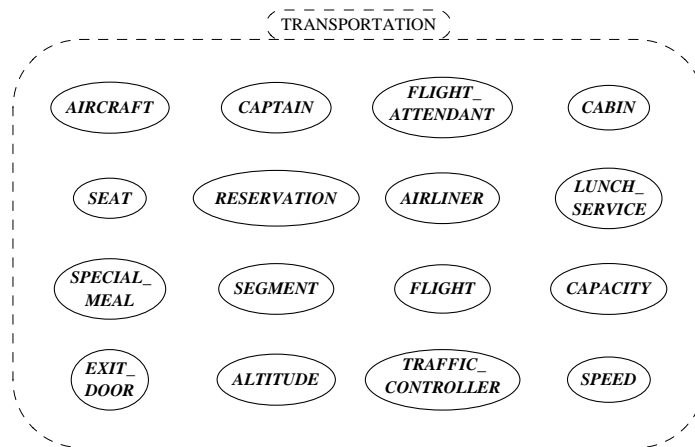 TRANSPORTATION
AIRCRAFT
CAPTAIN
FLIGHT_
ATTENDANT
CABIN
SEAT
RESERVATION
AIRLINER
LUNCH_
SERVICE
SPECIAL_
MEAL
SEGMENT
FLIGHT
CAPACITY
EXIT_
DOOR
ALTITUDE
TRAFFIC_
CONTROLLER
SPEED